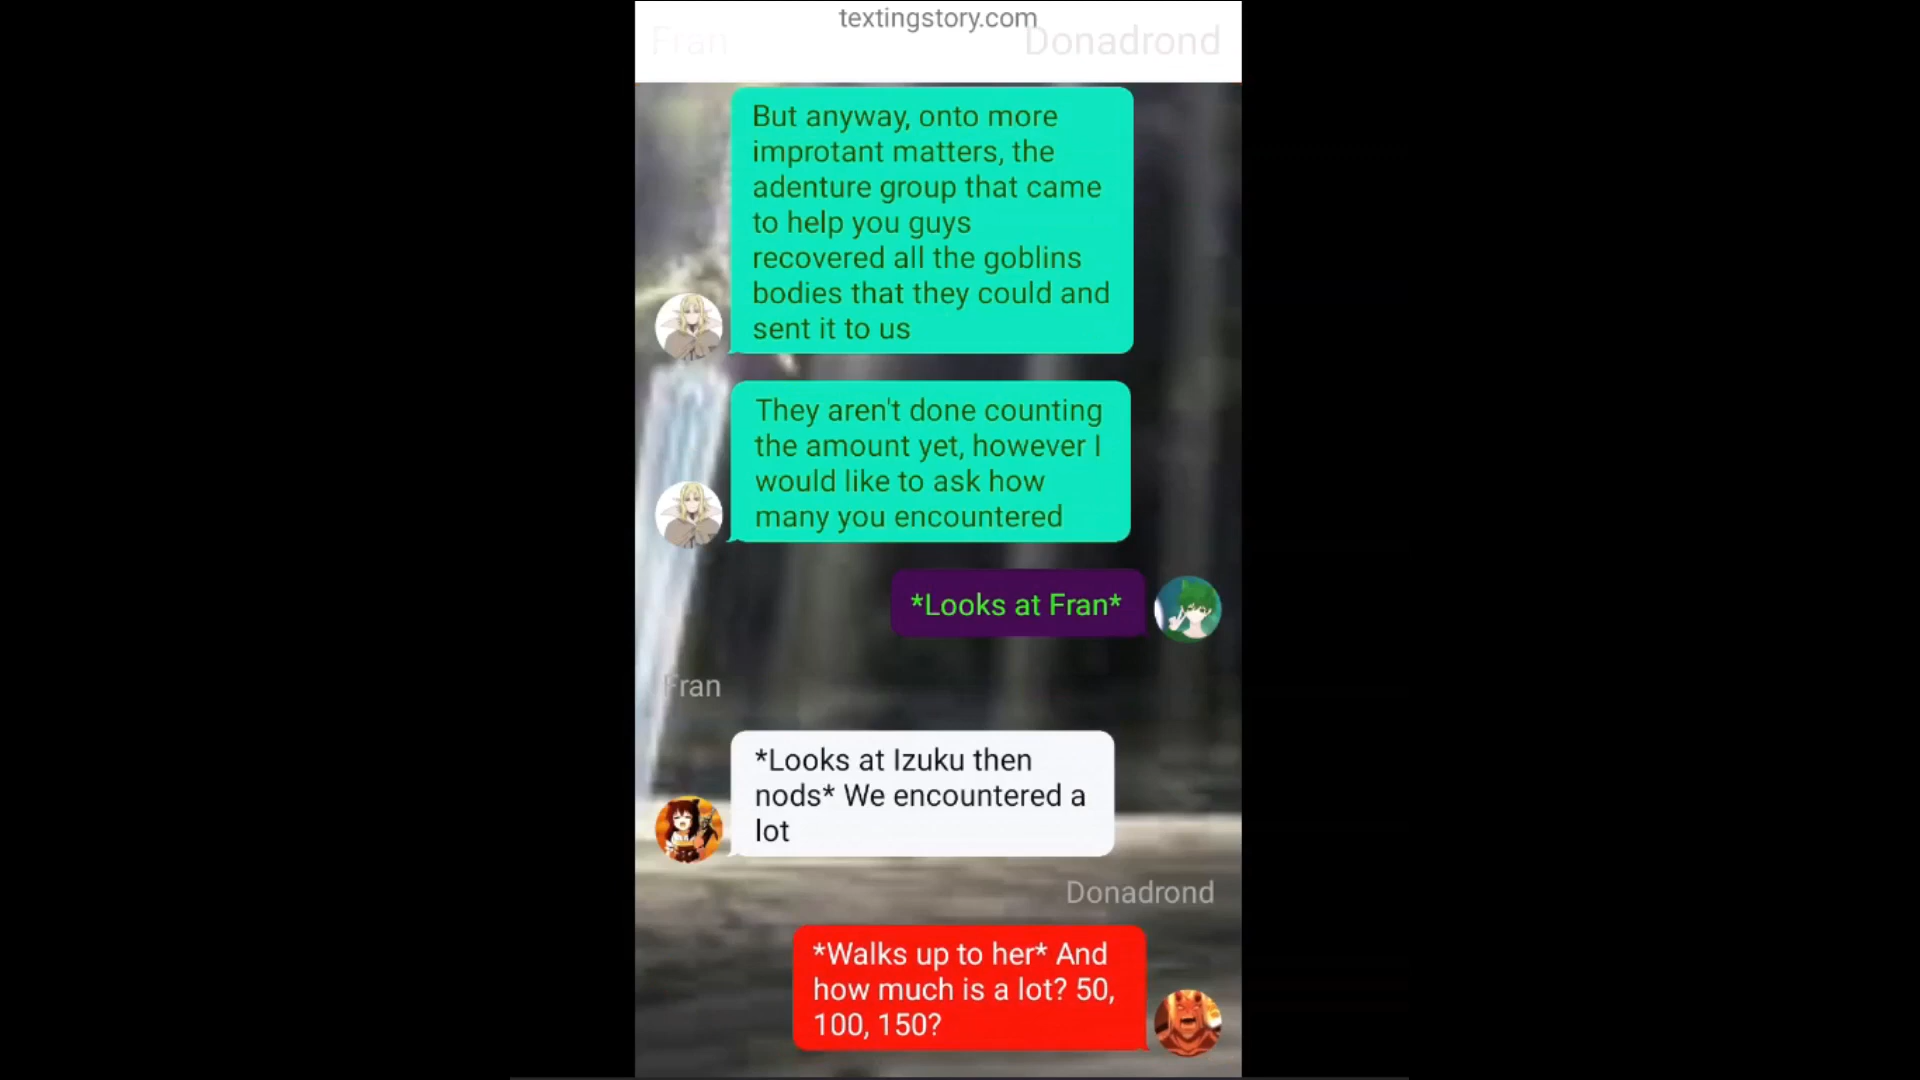 textingstory.com
Fran
Donadrond
But anyway, onto more
improtant matters, the
adenture group that came
to help you guys
recovered all the goblins
bodies that they could and
sent it to us
They aren't done counting
the amount yet, however I
would like to ask how
many you encountered
*Looks at Fran*
Fran
*Looks at Izuku then
nods* We encountered a
lot
Donadrond
*Walks up to her* And
how much is a lot? 50,
100, 150?